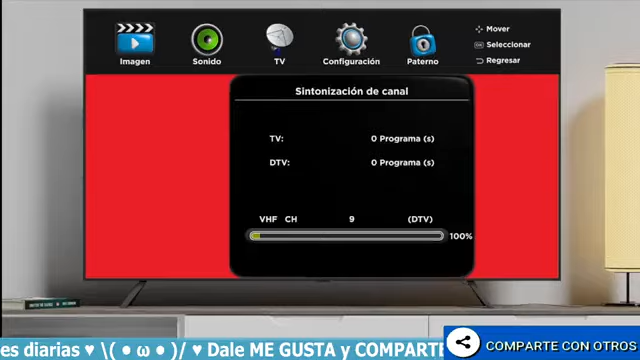 Imagen Sonido TV Configuración Paterno
Mover
Seleccionar
Regresar
Sintonización de canal
TV: 0 Programa (s)
DTV: 0 Programa (s)
VHF CH 9 (DTV)
100%
es diarias ♥ \( ● ω ● )/ ♥ Dale ME GUSTA y COMPARTE
COMPARTE CON OTROS